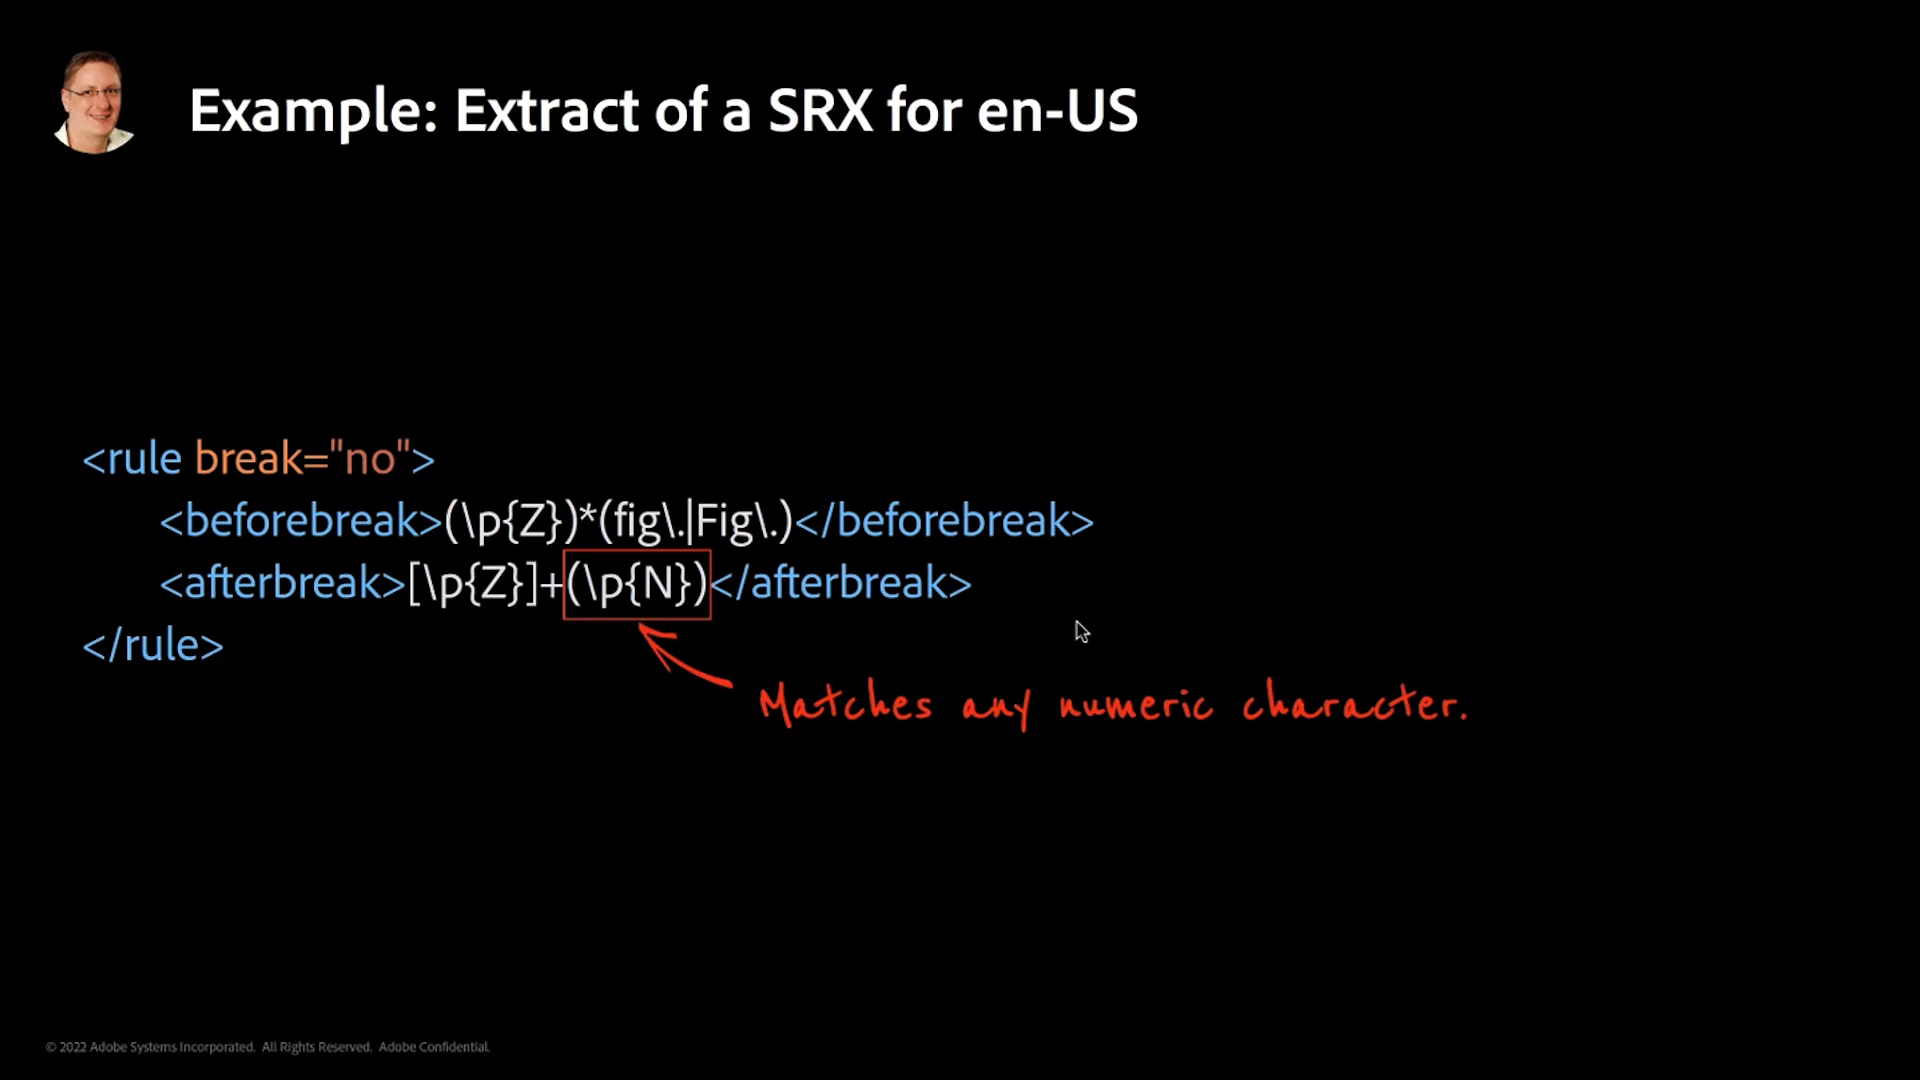 Example: Extract of a SRX for en-US
<rule break="no">
<beforebreak>(\p{Z})*(fig\.|Fig\.)</beforebreak>
<afterbreak>[\p{Z}]+(\p{N})</afterbreak>
</rule>
Matches any numeric character.
© 2022 Adobe Systems Incorporated. All Rights Reserved. Adobe Confidential.